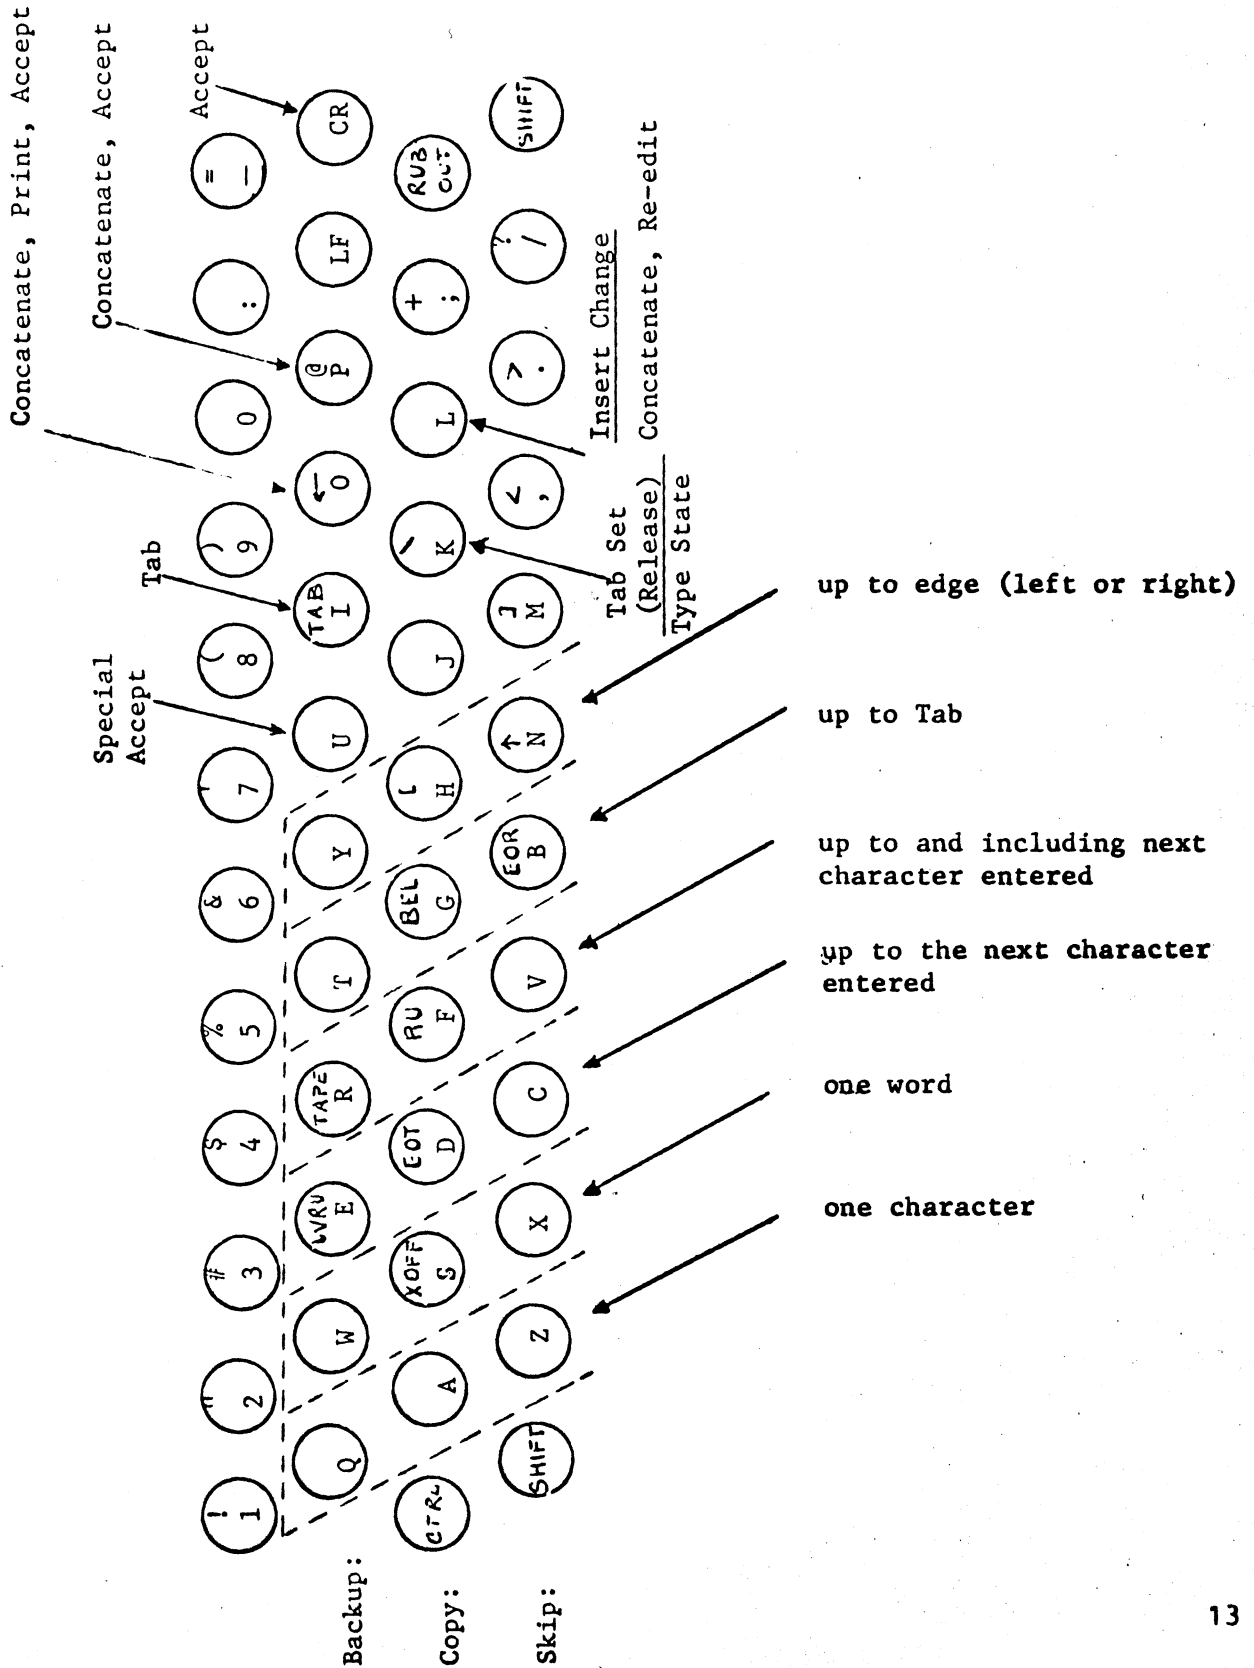 Concatenate, Print, Accept
Concatenate, Accept
Accept
Tab
Special
Accept
! 1
" 2
# 3
$ 4
% 5
& 6
' 7
( 8
) 9
0
:
= —
Backup:
Q
W
WRU E
TAPE R
T
Y
U
TAB I
← O
@ P
LF
CR
Copy:
CTRL
A
XOFF S
EOT D
RU F
BEL G
[ H
J
\ K
L
+ ;
RUB OUT
Skip:
SHIFT
Z
X
C
V
EOR B
↑ N
] M
< ,
> .
? /
SHIFT
Insert Change
Concatenate, Re-edit
Tab Set
(Release)
Type State
up to edge (left or right)
up to Tab
up to and including next
character entered
up to the next character
entered
one word
one character
13